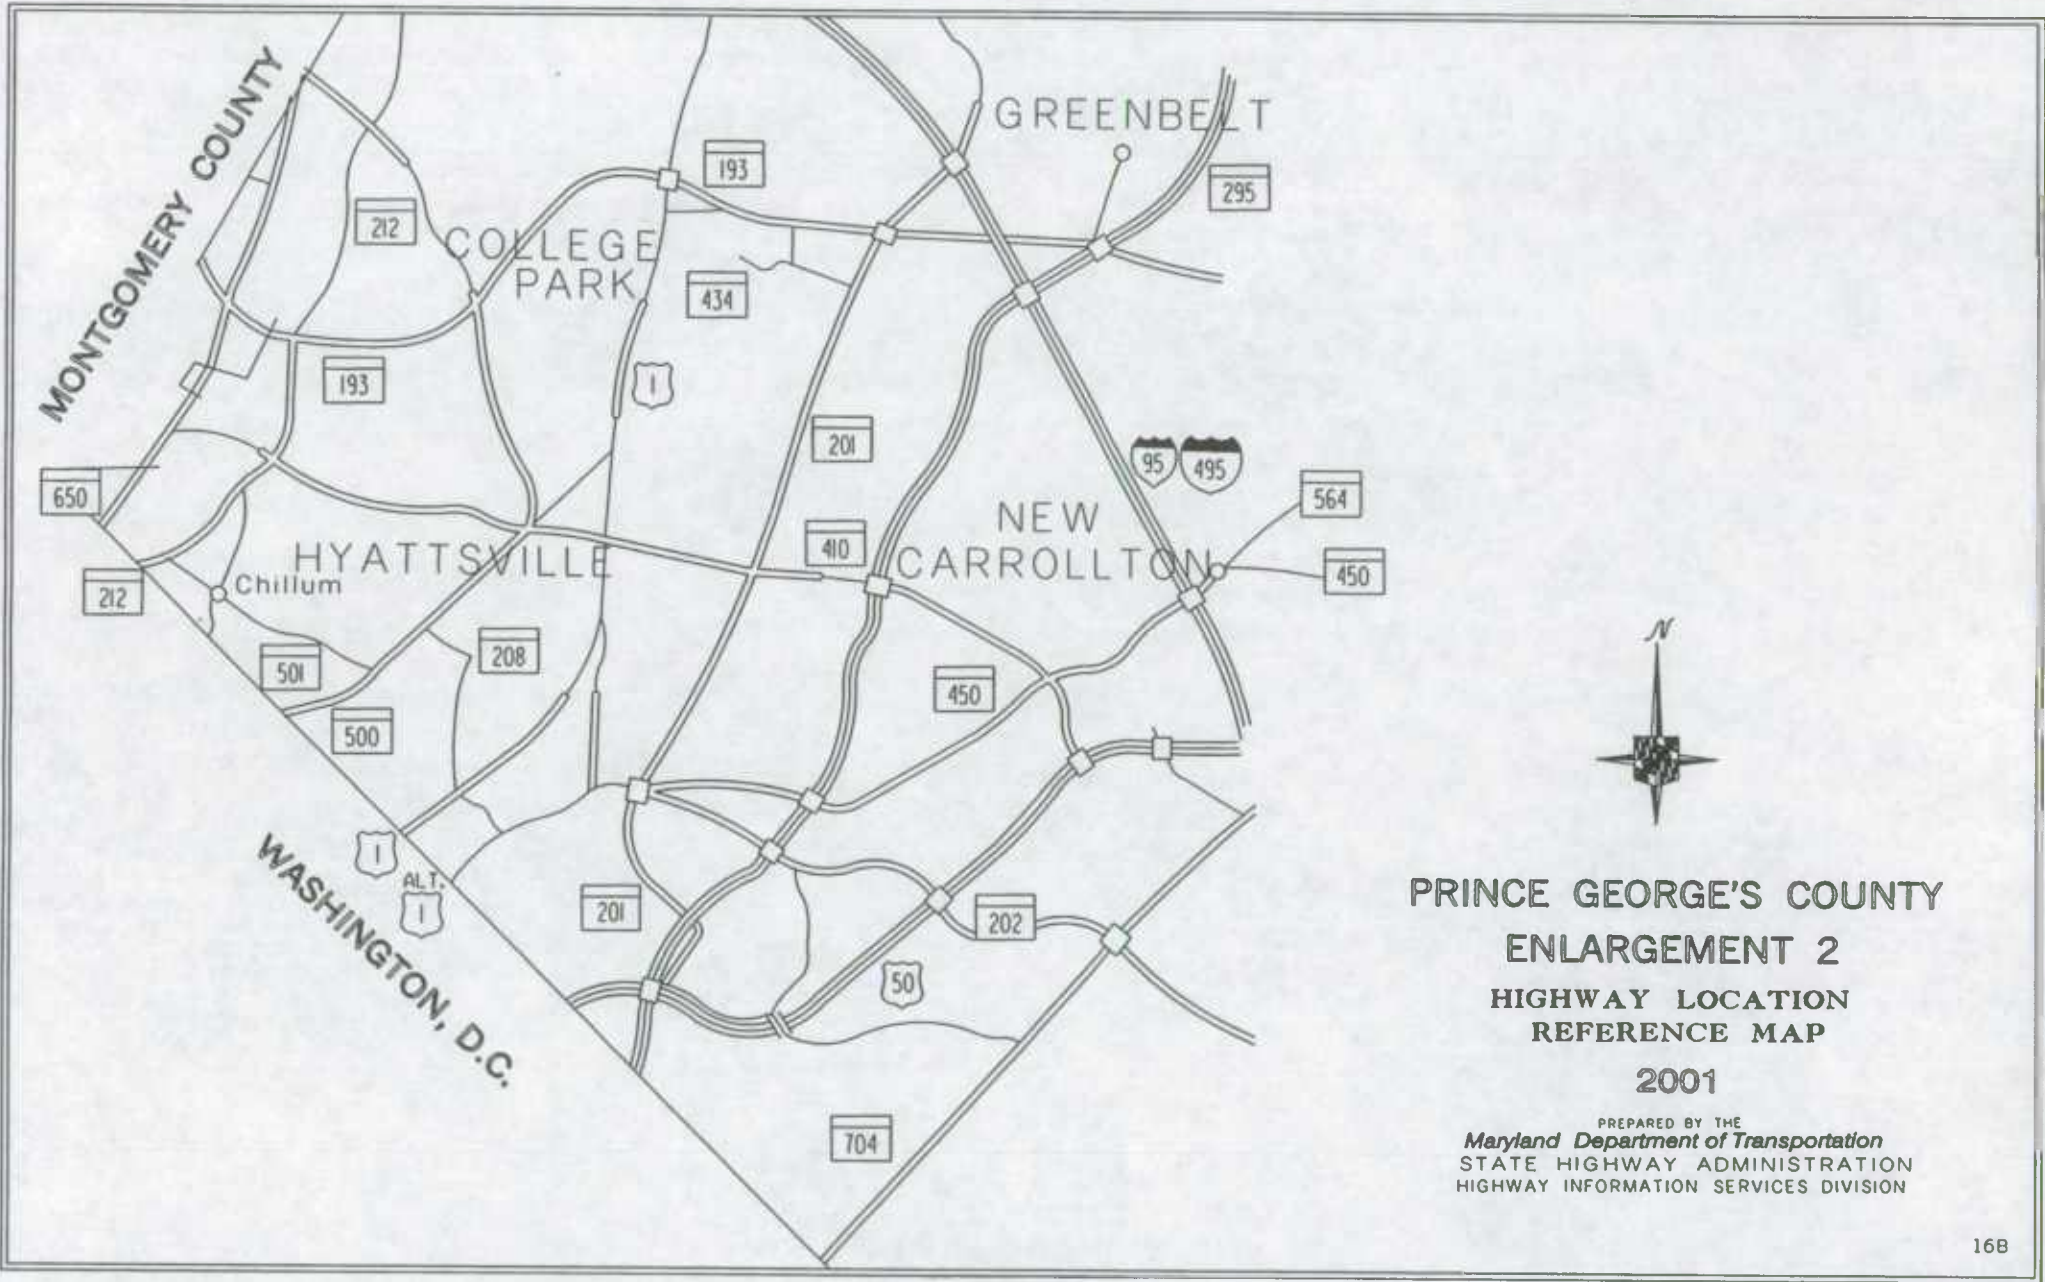 MONTGOMERY COUNTY
GREENBELT
193
295
212
COLLEGE
PARK
434
193
1
201
95
495
650
564
NEW
CARROLLTON
410
HYATTSVILLE
450
212
Chillum
208
501
450
500
N
1
ALT.
1
WASHINGTON, D.C.
201
202
50
704
PRINCE GEORGE'S COUNTY
ENLARGEMENT 2
HIGHWAY LOCATION
REFERENCE MAP
2001
PREPARED BY THE
Maryland Department of Transportation
STATE HIGHWAY ADMINISTRATION
HIGHWAY INFORMATION SERVICES DIVISION
16B